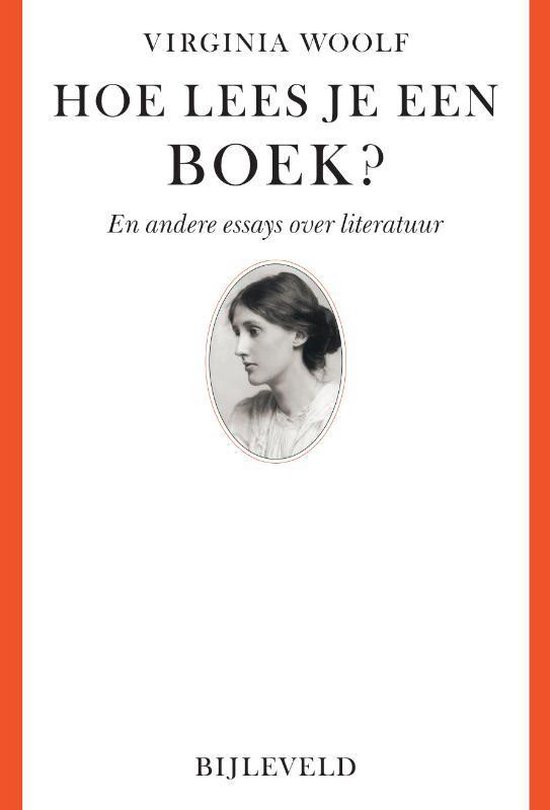 VIRGINIA WOOLF
HOE LEES JE EEN
BOEK?
En andere essays over literatuur
BIJLEVELD